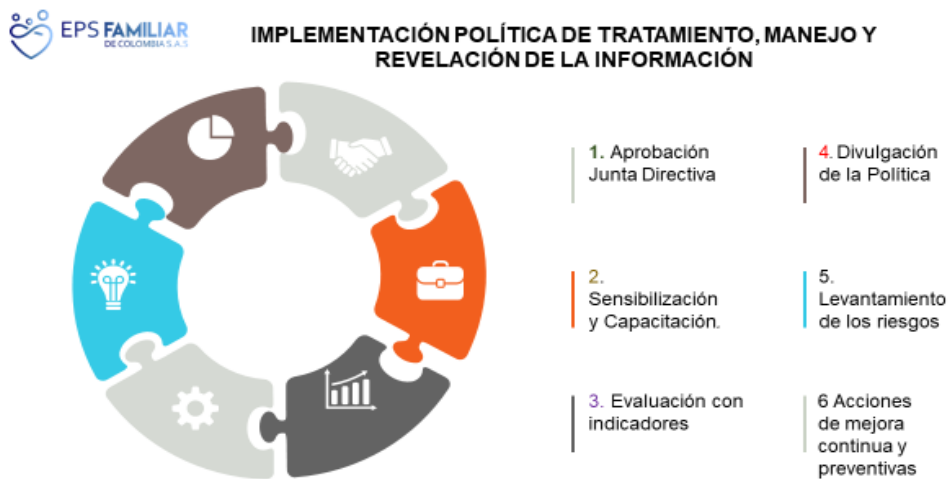 EPS FAMILIAR
DE COLOMBIA S.A.S
IMPLEMENTACIÓN POLÍTICA DE TRATAMIENTO, MANEJO Y
REVELACIÓN DE LA INFORMACIÓN
1. Aprobación
Junta Directiva
2.
Sensibilización
y Capacitación.
3. Evaluación con
indicadores
4. Divulgación
de la Política
5.
Levantamiento
de los riesgos
6 Acciones
de mejora
continua y
preventivas